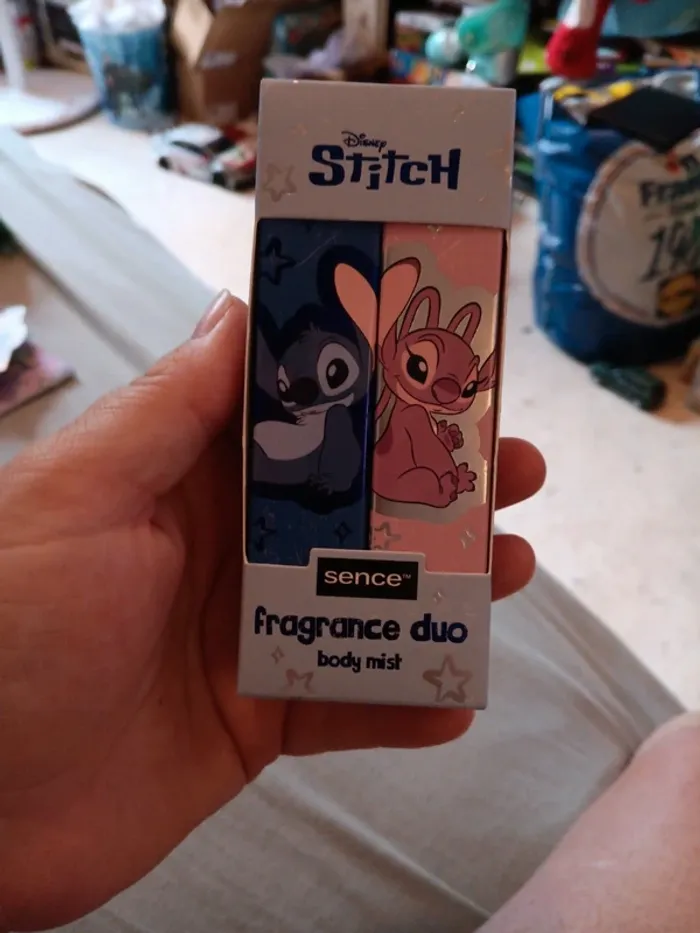 Disney
Stitch
sence™
fragrance duo
body mist